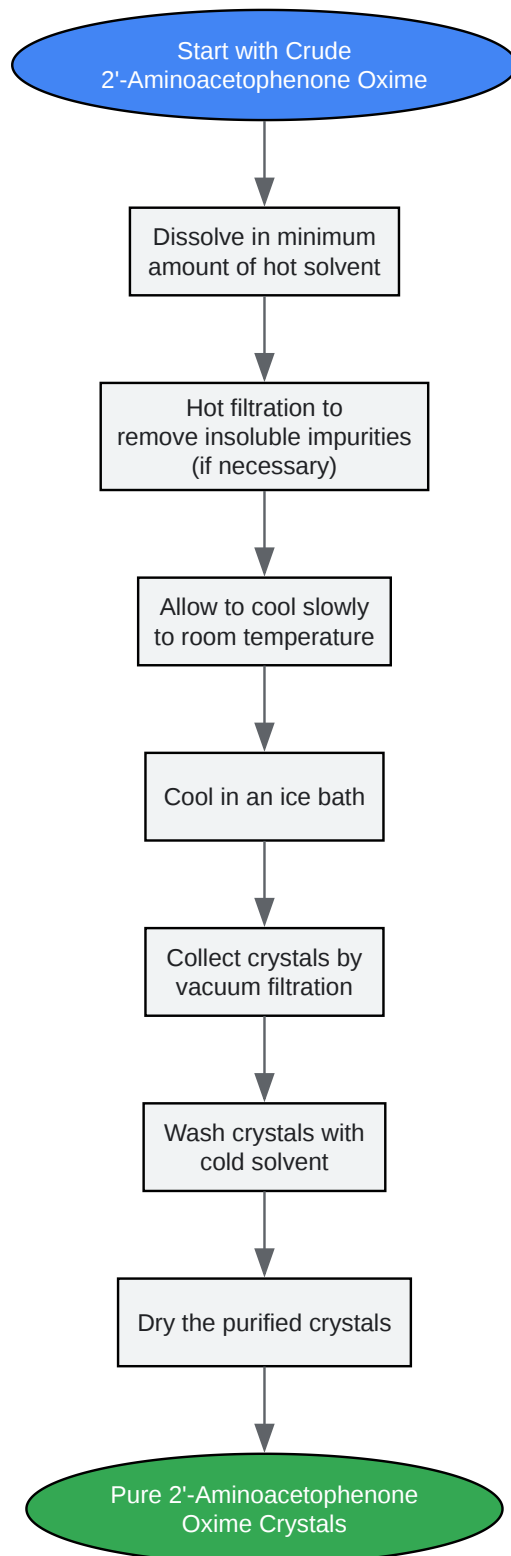 Start with Crude
2'-Aminoacetophenone Oxime
Dissolve in minimum
amount of hot solvent
Hot filtration to
remove insoluble impurities
(if necessary)
Allow to cool slowly
to room temperature
Cool in an ice bath
Collect crystals by
vacuum filtration
Wash crystals with
cold solvent
Dry the purified crystals
Pure 2'-Aminoacetophenone
Oxime Crystals